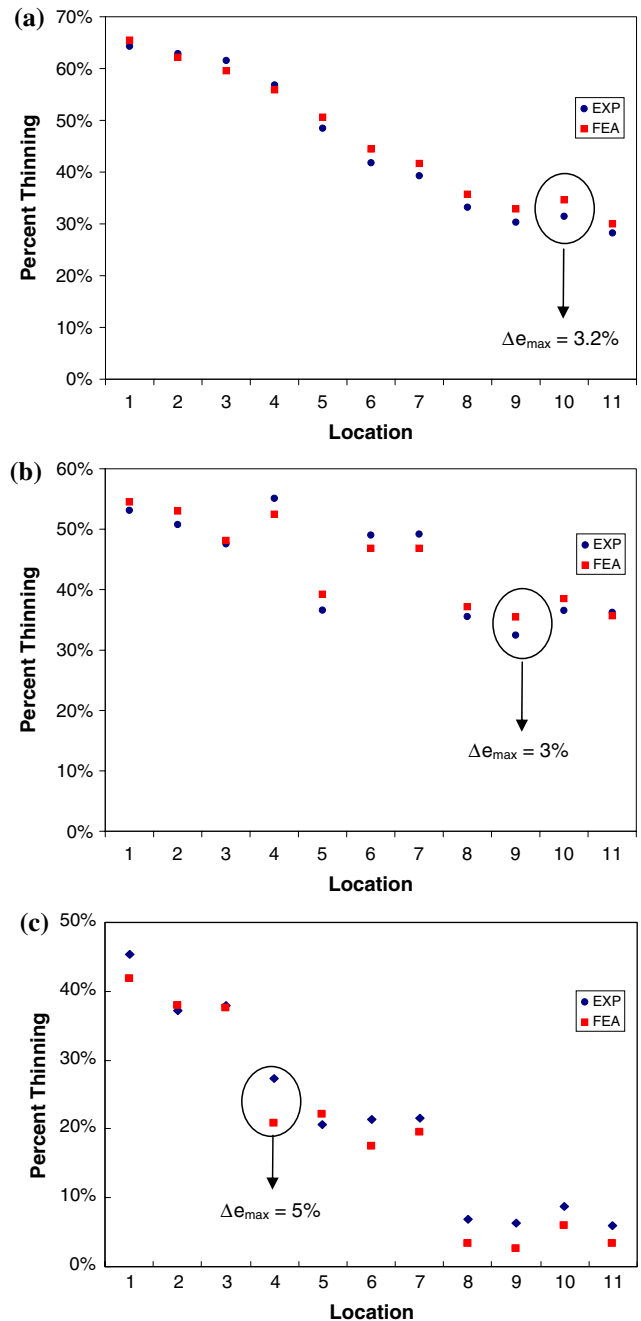 (a)
70%
60%
50%
40%
30%
20%
10%
0%
Percent Thinning
EXP
FEA
Δemax = 3.2%
1 2 3 4 5 6 7 8 9 10 11
Location
(b)
60%
50%
40%
30%
20%
10%
0%
Percent Thinning
EXP
FEA
Δemax = 3%
1 2 3 4 5 6 7 8 9 10 11
Location
(c)
50%
40%
30%
20%
10%
0%
Percent Thinning
EXP
FEA
Δemax = 5%
1 2 3 4 5 6 7 8 9 10 11
Location